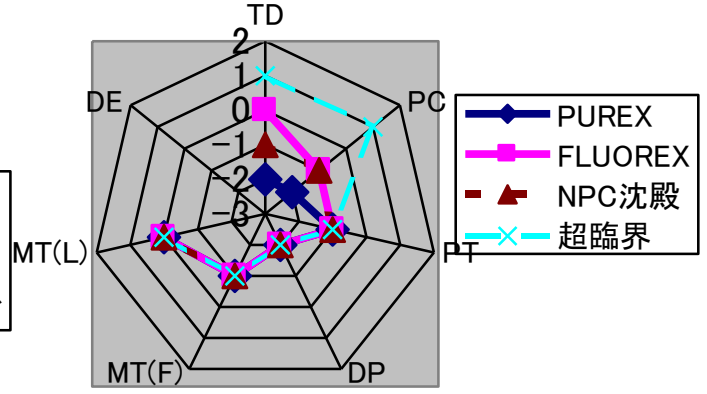 TD
2
1
0
-1
-2
-3
DE
PC
MT(L)
PT
MT(F)
DP
PUREX
FLUOREX
NPC沈殿
超臨界